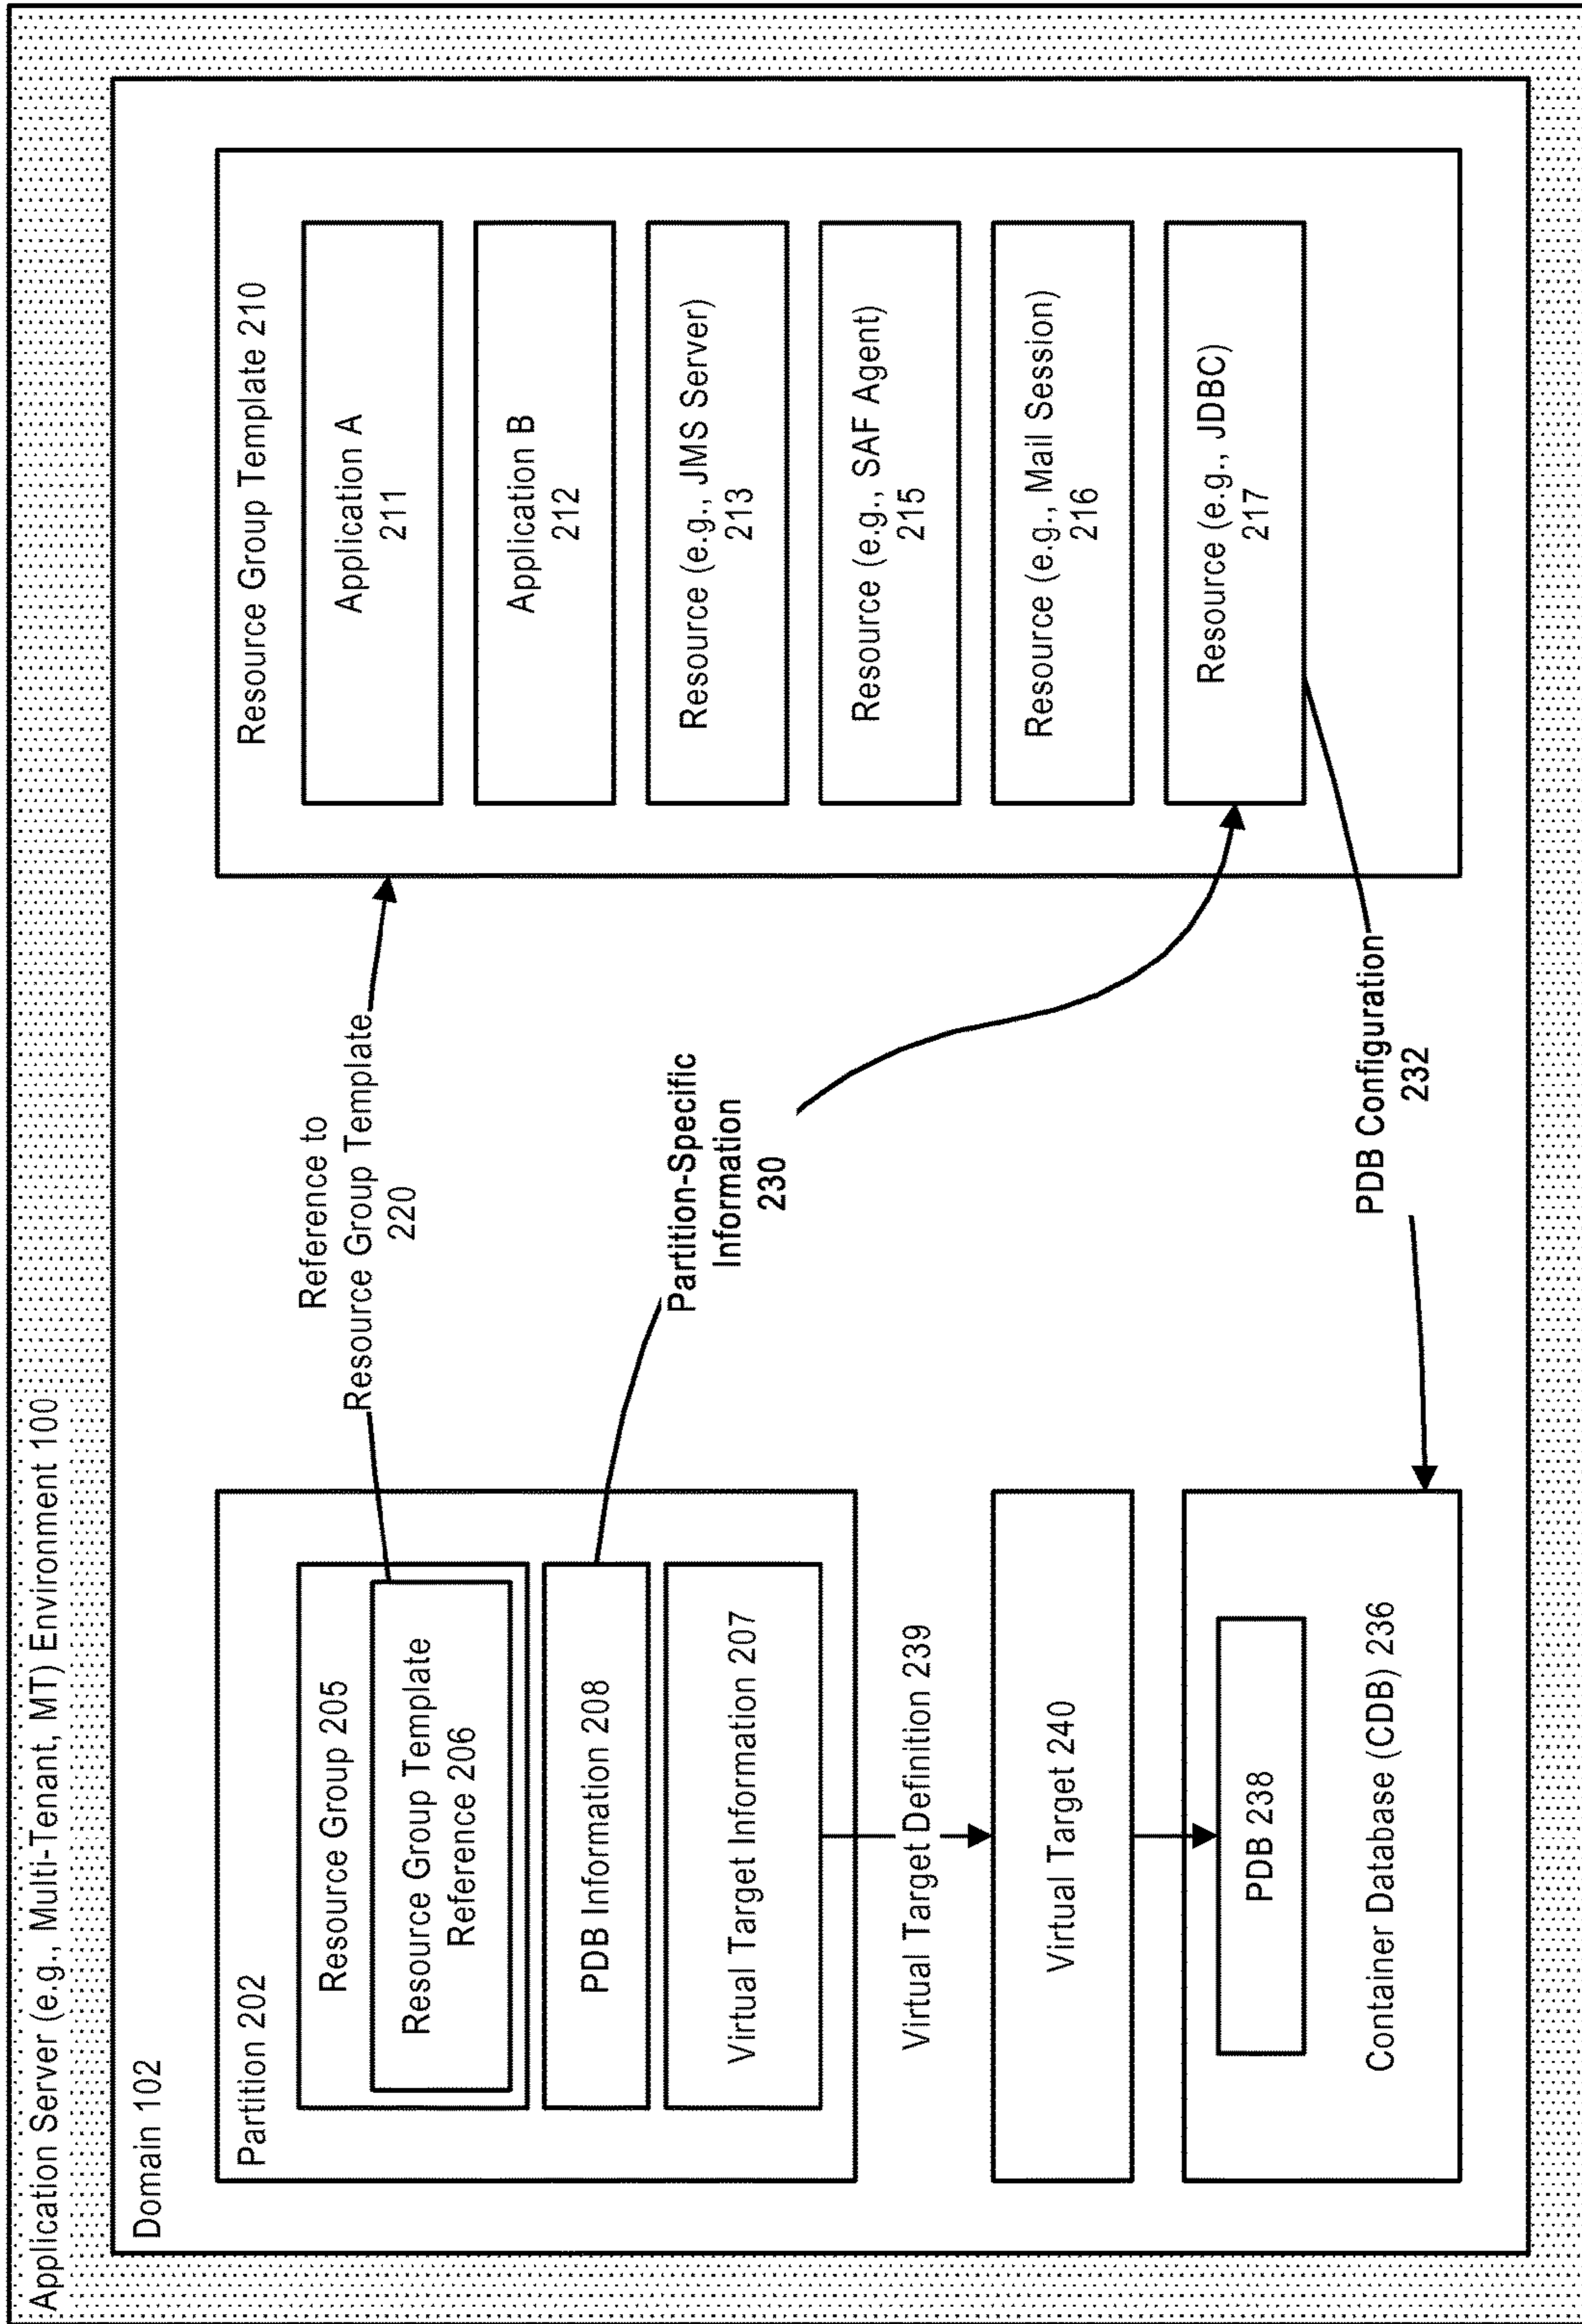 Application Server (e.g., Multi-Tenant, MT) Environment 100
Domain 102
Partition 202
Resource Group 205
Resource Group Template
Reference 206
PDB Information 208
Virtual Target Information 207
Virtual Target Definition 239
Virtual Target 240
PDB 238
Container Database (CDB) 236
Reference to
Resource Group Template
220
Partition-Specific
Information
230
PDB Configuration
232
Resource Group Template 210
Application A
211
Application B
212
Resource (e.g., JMS Server)
213
Resource (e.g., SAF Agent)
215
Resource (e.g., Mail Session)
216
Resource (e.g., JDBC)
217